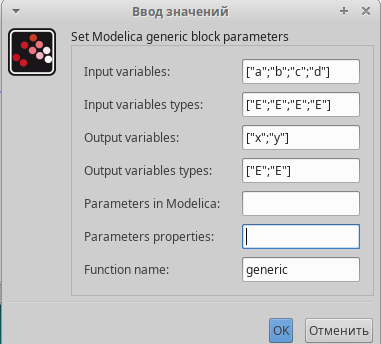 Ввод значений
Set Modelica generic block parameters
Input variables: ["a";"b";"c";"d"]
Input variables types: ["E";"E";"E";"E"]
Output variables: ["x";"y"]
Output variables types: ["E";"E"]
Parameters in Modelica:
Parameters properties:
Function name: generic
OK Отменить